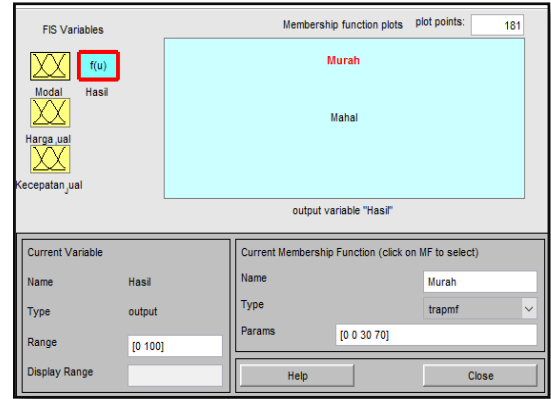 FIS Variables
Membership function plots plot points: 181
f(u)
Murah
Modal Hasil
Mahal
Harga jual
Kecepatan jual
output variable "Hasil"
Current Variable
Current Membership Function (click on MF to select)
Name Hasil
Name Murah
Type output
Type trapmf
Params [0 0 30 70]
Range [0 100]
Display Range
Help Close